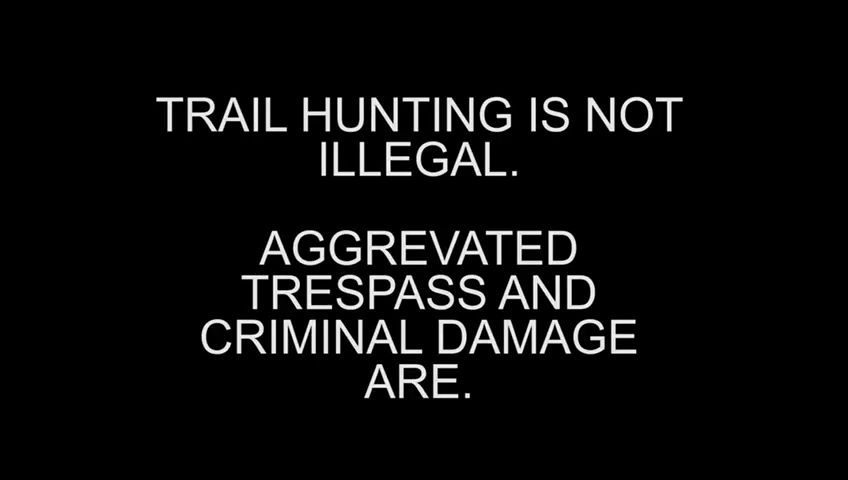 TRAIL HUNTING IS NOT
ILLEGAL.
AGGREVATED
TRESPASS AND
CRIMINAL DAMAGE
ARE.